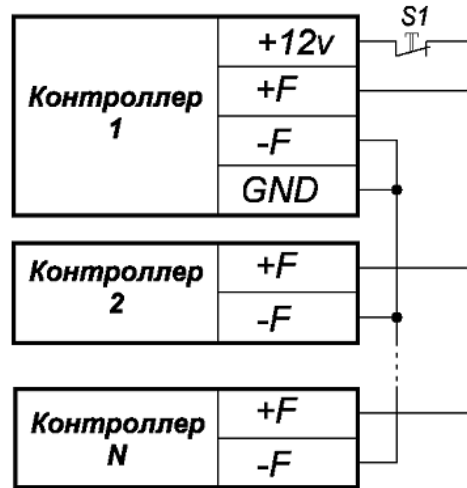 S1
+12v
Контроллер
1
+F
-F
GND
Контроллер
2
+F
-F
Контроллер
N
+F
-F